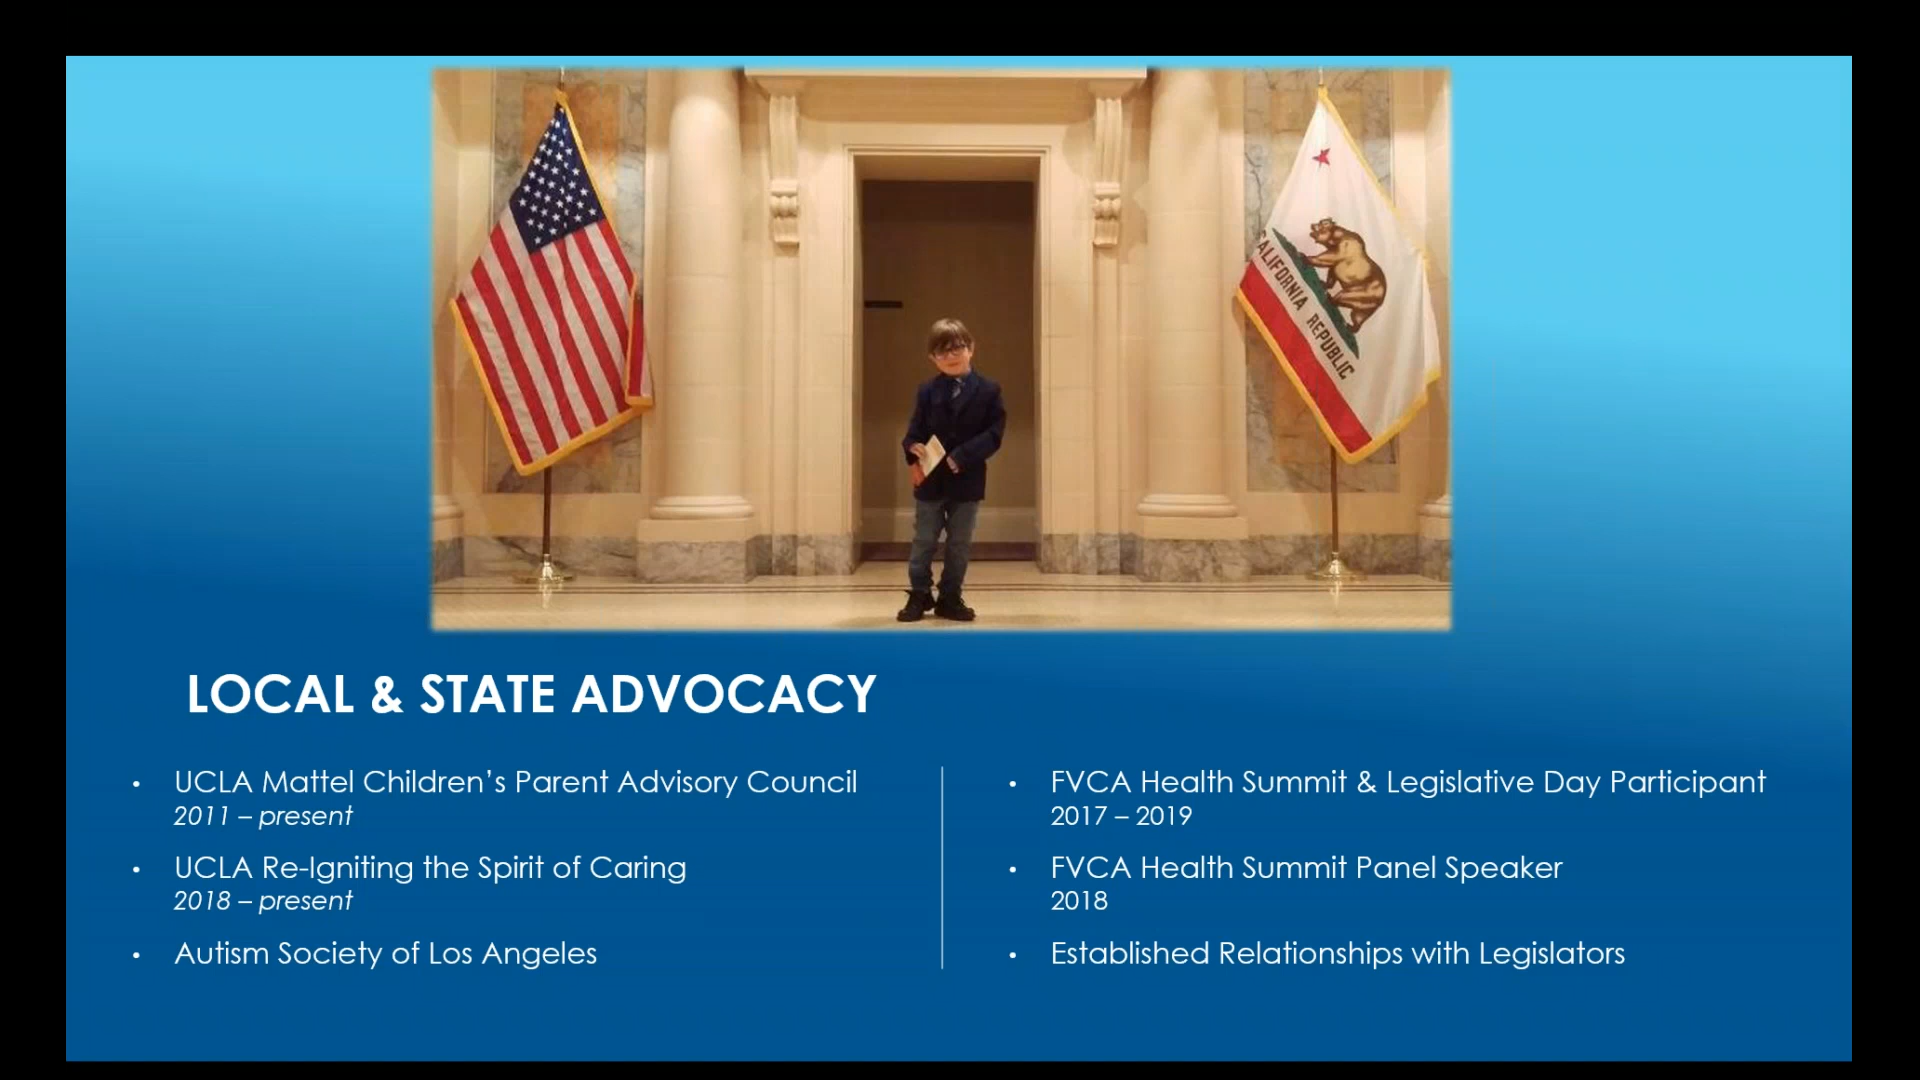 CALIFORNIA REPUBLIC
LOCAL & STATE ADVOCACY
• UCLA Mattel Children’s Parent Advisory Council
2011 – present
• UCLA Re-Igniting the Spirit of Caring
2018 – present
• Autism Society of Los Angeles
• FVCA Health Summit & Legislative Day Participant
2017 – 2019
• FVCA Health Summit Panel Speaker
2018
• Established Relationships with Legislators